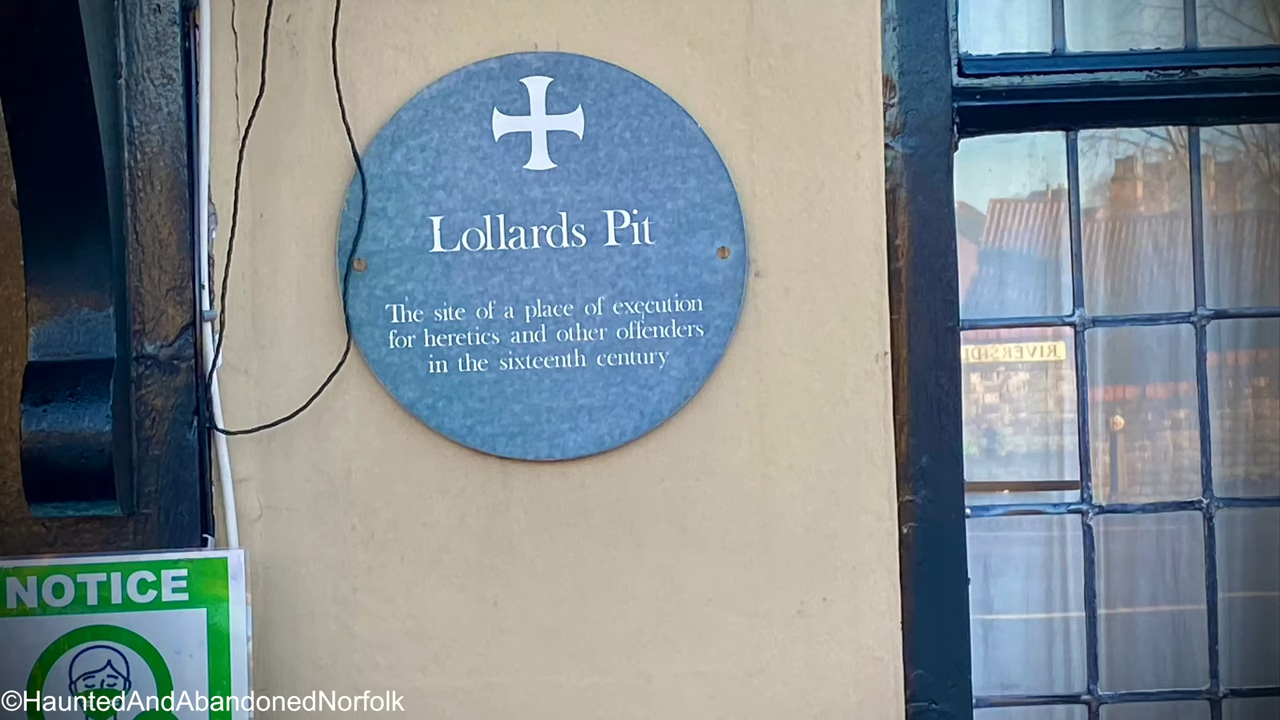 Lollards Pit
The site of a place of execution
for heretics and other offenders
in the sixteenth century
RIVERSIDE
NOTICE
©HauntedAndAbandonedNorfolk